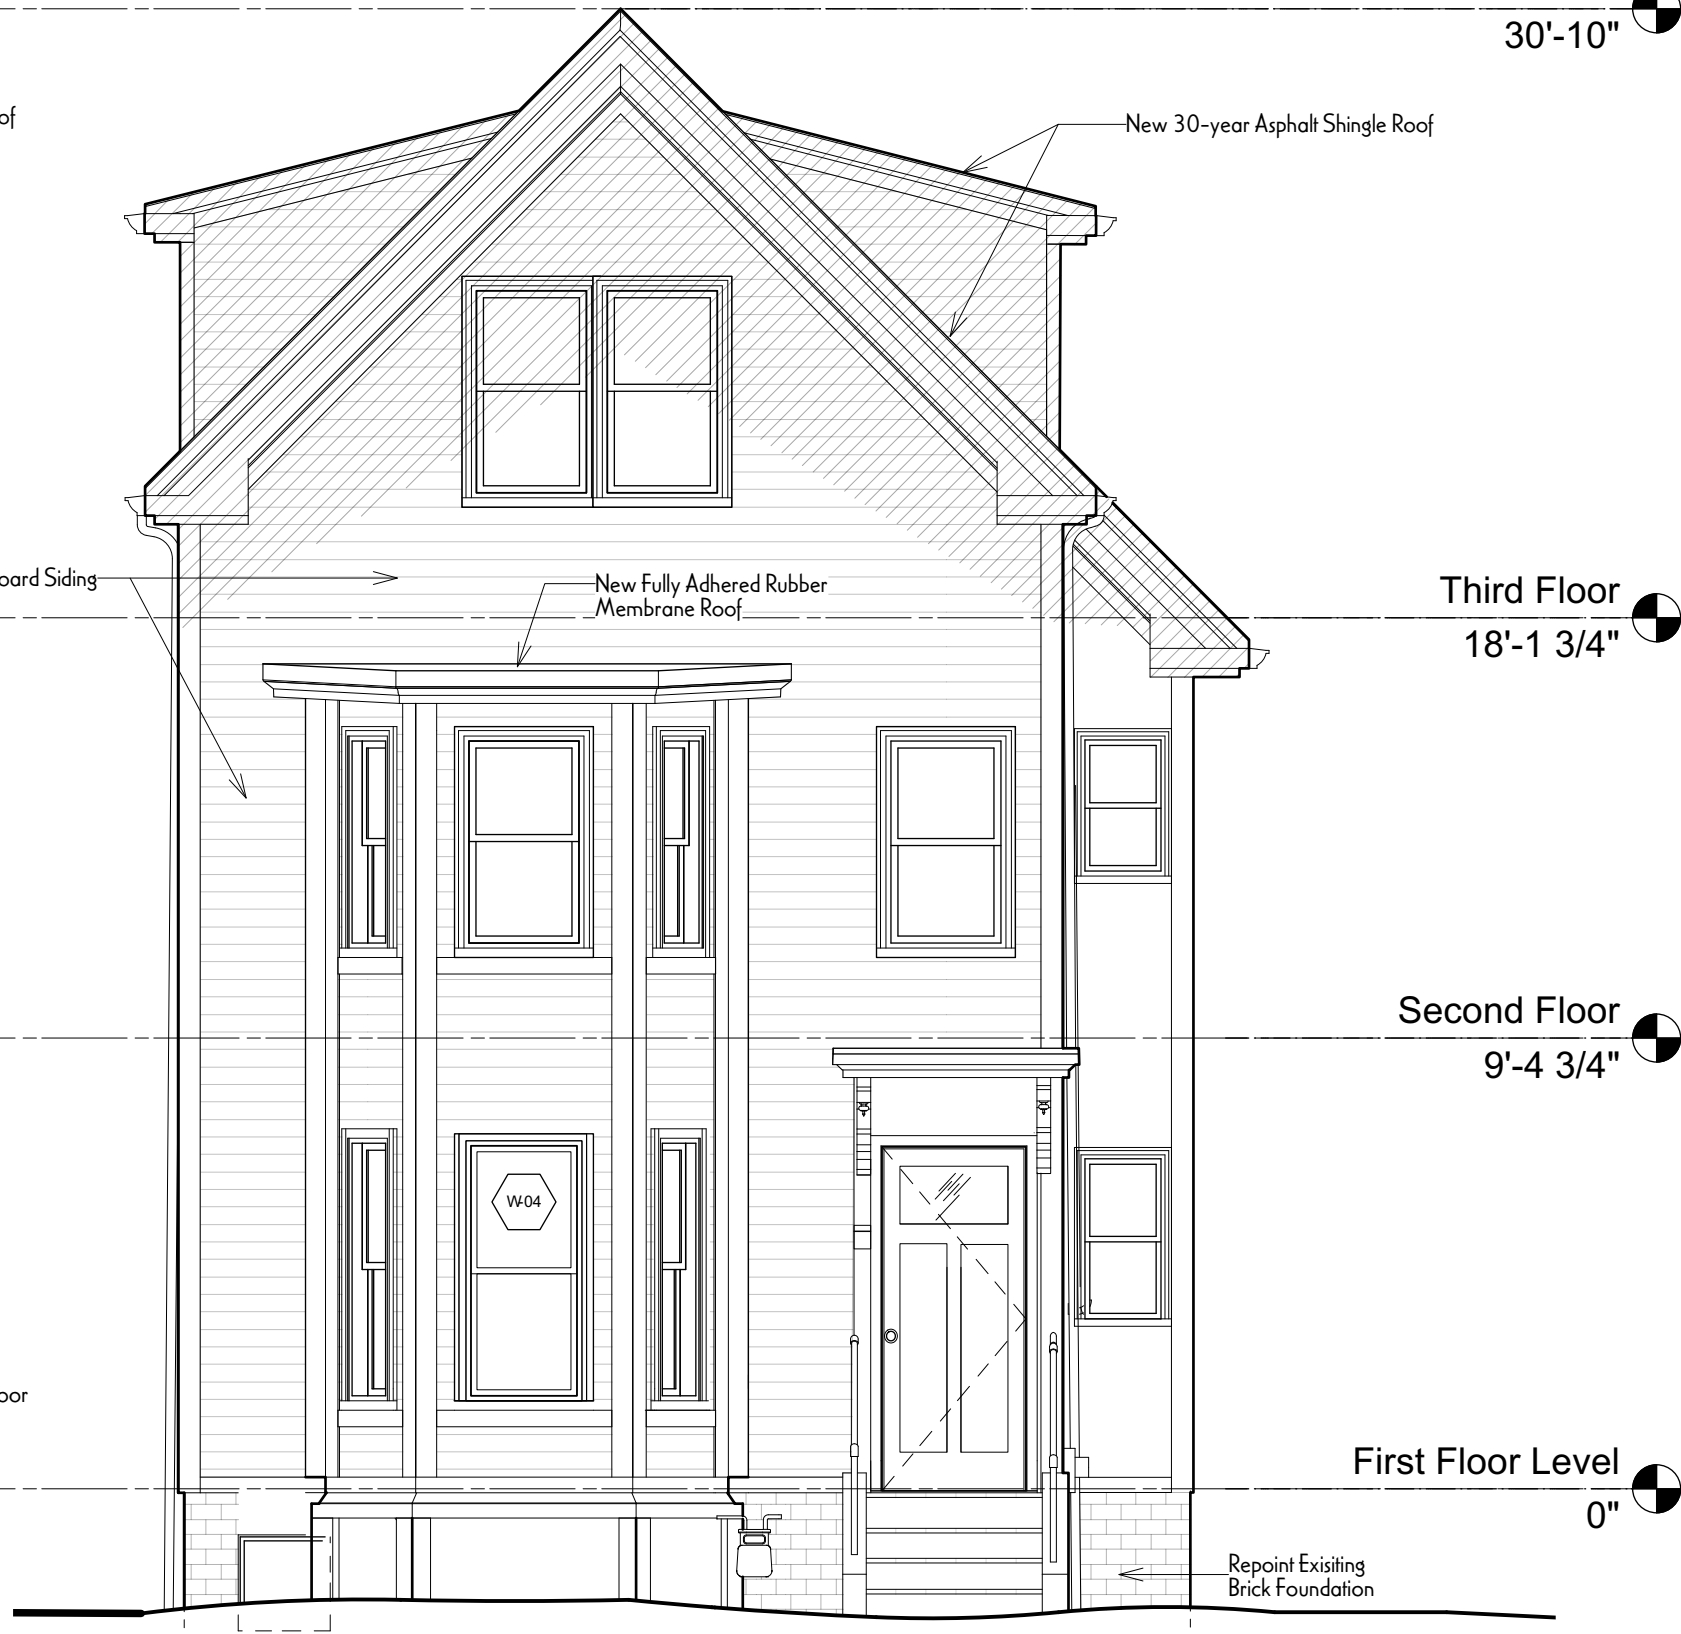 30'-10"
of
New 30-year Asphalt Shingle Roof
oard Siding
New Fully Adhered Rubber
Membrane Roof
Third Floor
18'-1 3/4"
Second Floor
9'-4 3/4"
W-04
oor
First Floor Level
0"
Repoint Exisiting
Brick Foundation